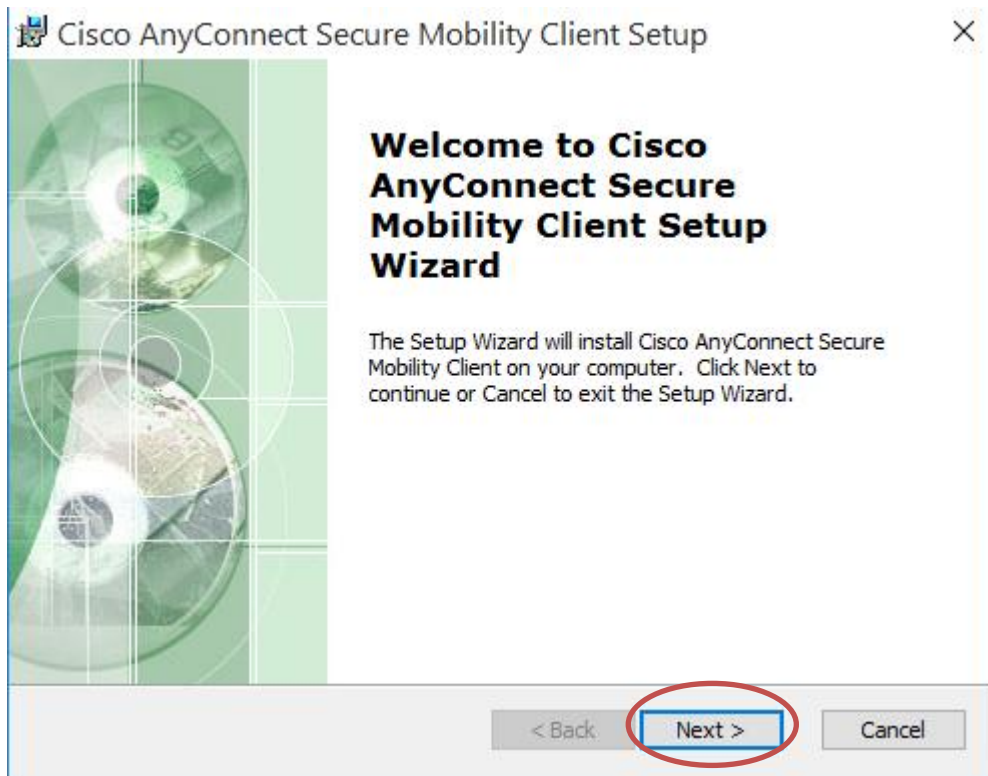 Cisco AnyConnect Secure Mobility Client Setup
Welcome to Cisco
AnyConnect Secure
Mobility Client Setup
Wizard
The Setup Wizard will install Cisco AnyConnect Secure
Mobility Client on your computer. Click Next to
continue or Cancel to exit the Setup Wizard.
< Back Next > Cancel